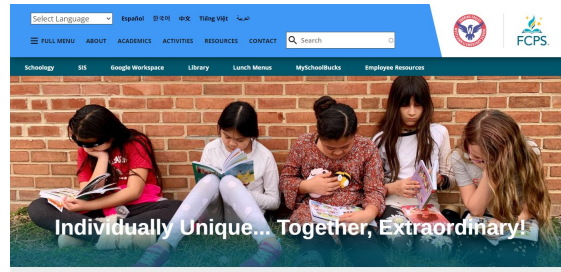 Select Language Español 한국어 中文 Tiếng Việt العربية
FULL MENU ABOUT ACADEMICS ACTIVITIES RESOURCES CONTACT Search
FCPS
Schoology SIS Google Workspace Library Lunch Menus MySchoolBucks Employee Resources
Individually Unique... Together, Extraordinary!